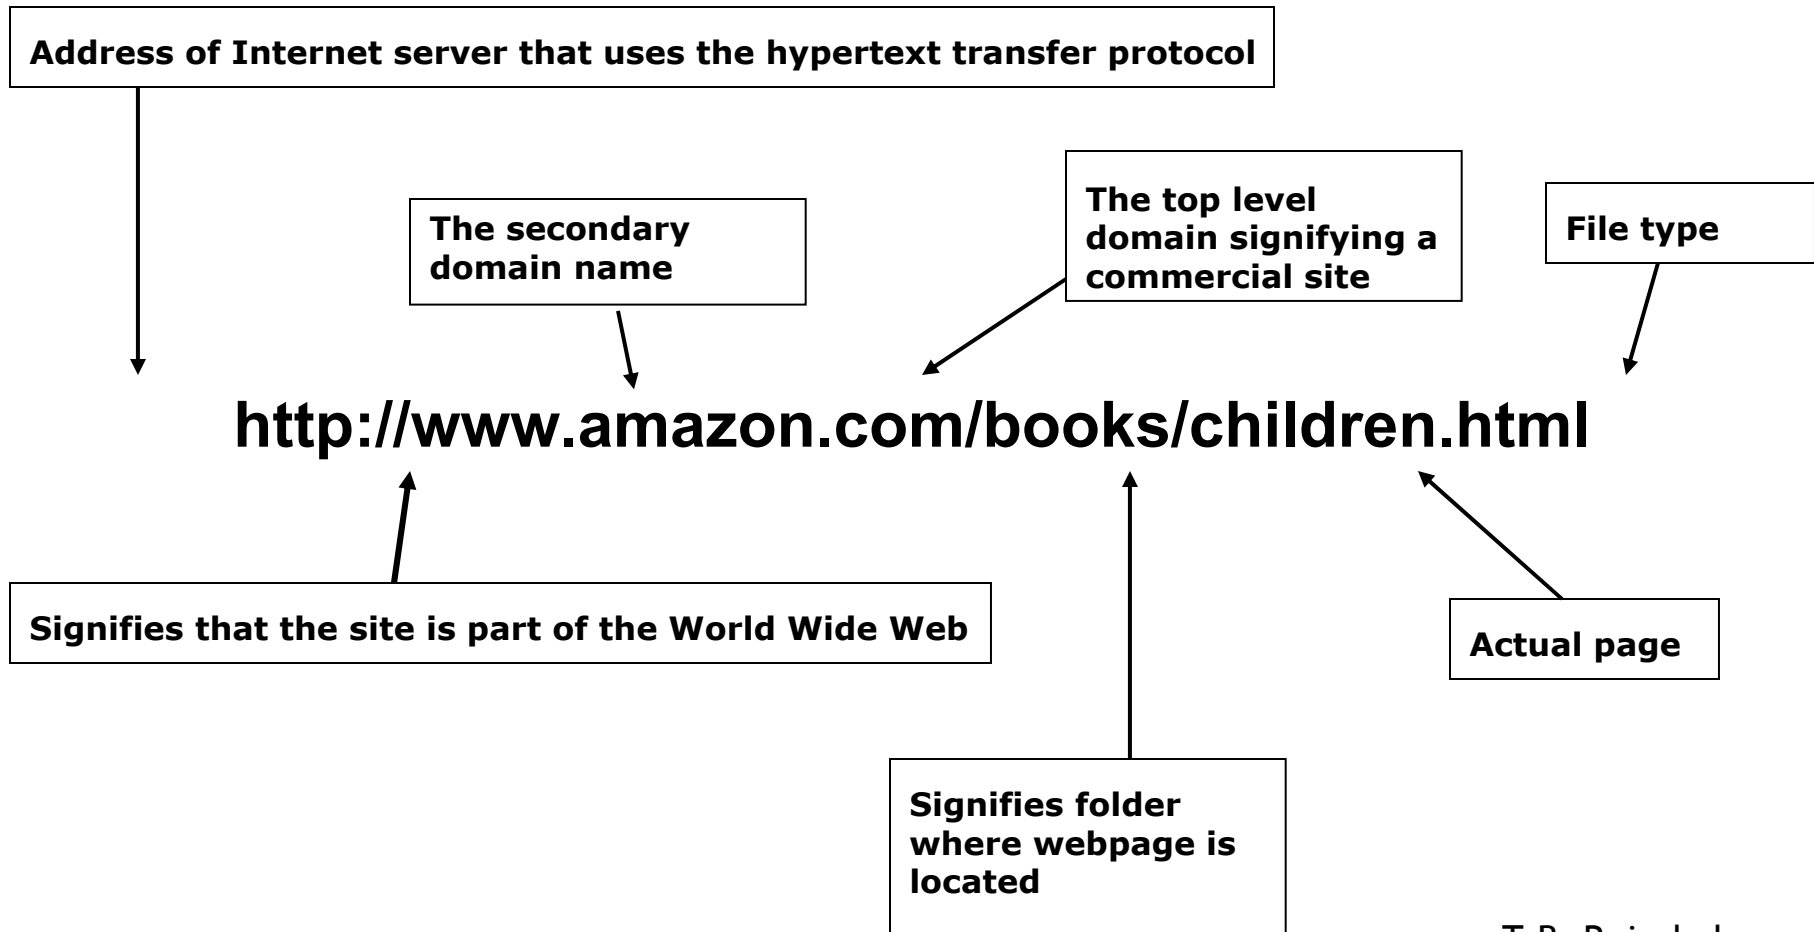 Address of Internet server that uses the hypertext transfer protocol
The secondary
domain name
The top level
domain signifying a
commercial site
File type
http://www.amazon.com/books/children.html
Signifies that the site is part of the World Wide Web
Actual page
Signifies folder
where webpage is
located